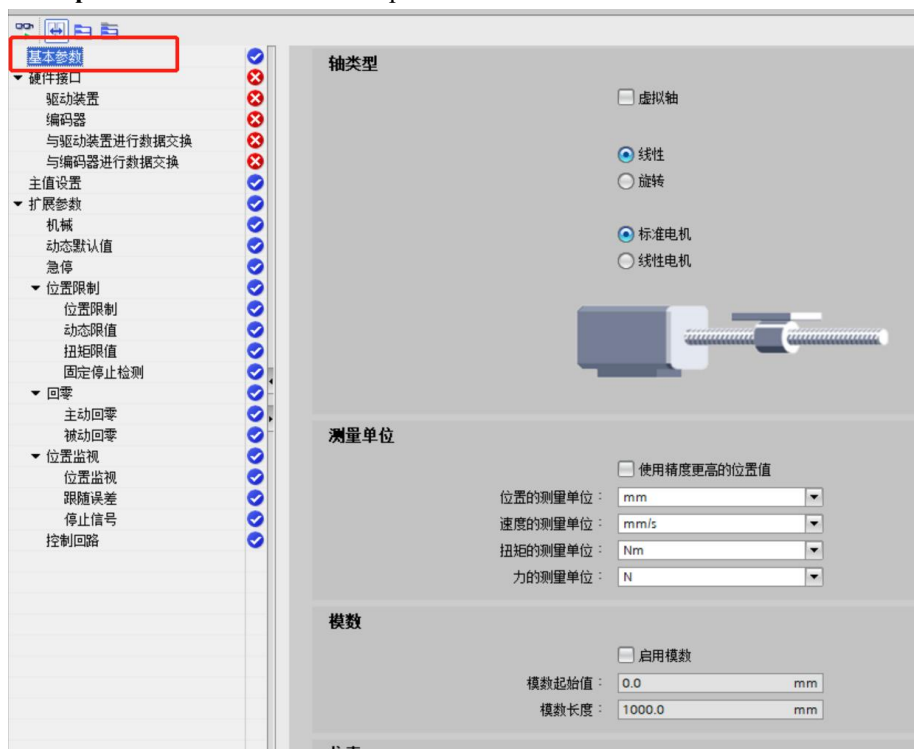 基本参数
硬件接口
驱动装置
编码器
与驱动装置进行数据交换
与编码器进行数据交换
主值设置
扩展参数
机械
动态默认值
急停
位置限制
位置限制
动态限值
扭矩限值
固定停止检测
回零
主动回零
被动回零
位置监视
位置监视
跟随误差
停止信号
控制回路
轴类型
虚拟轴
线性
旋转
标准电机
线性电机
测量单位
使用精度更高的位置值
位置的测量单位： mm
速度的测量单位： mm/s
扭矩的测量单位： Nm
力的测量单位： N
模数
启用模数
模数起始值： 0.0 mm
模数长度： 1000.0 mm